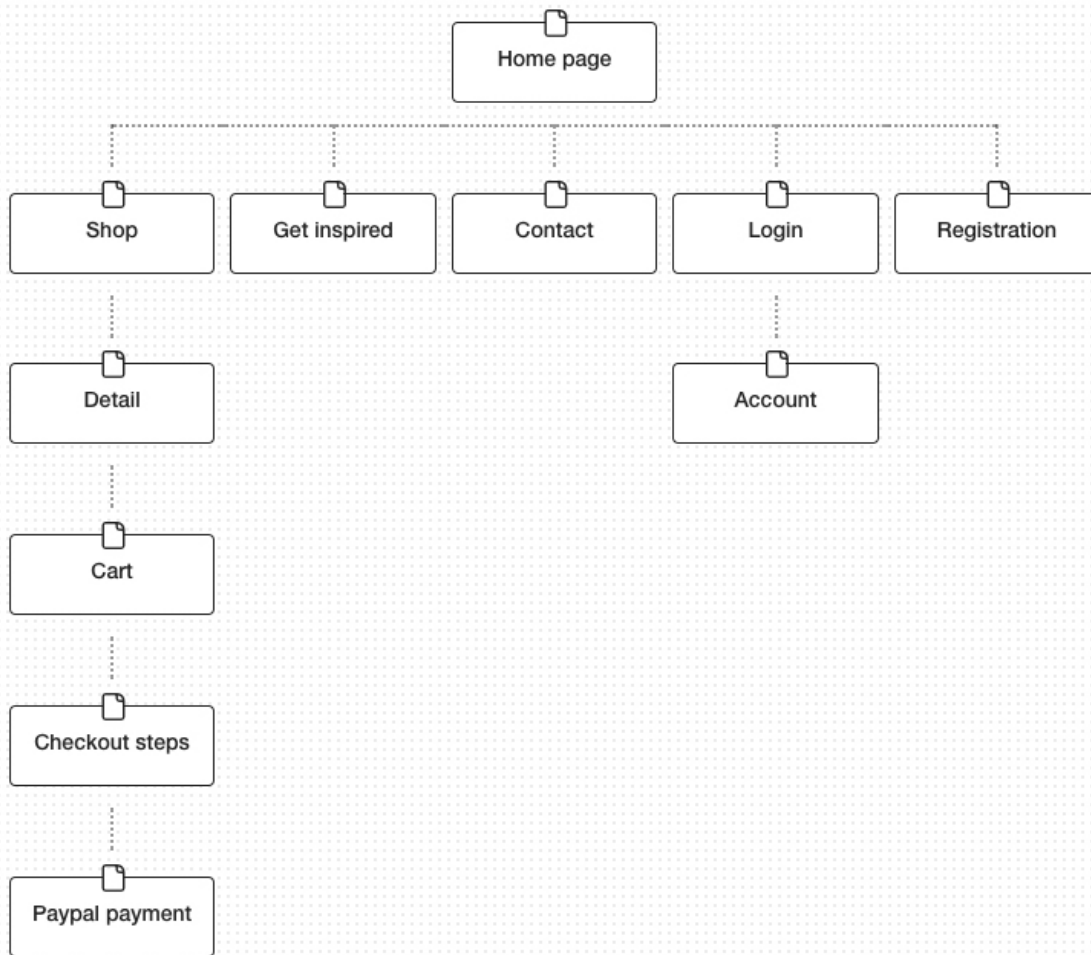 Home page
Shop
Get inspired
Contact
Login
Registration
Detail
Account
Cart
Checkout steps
Paypal payment